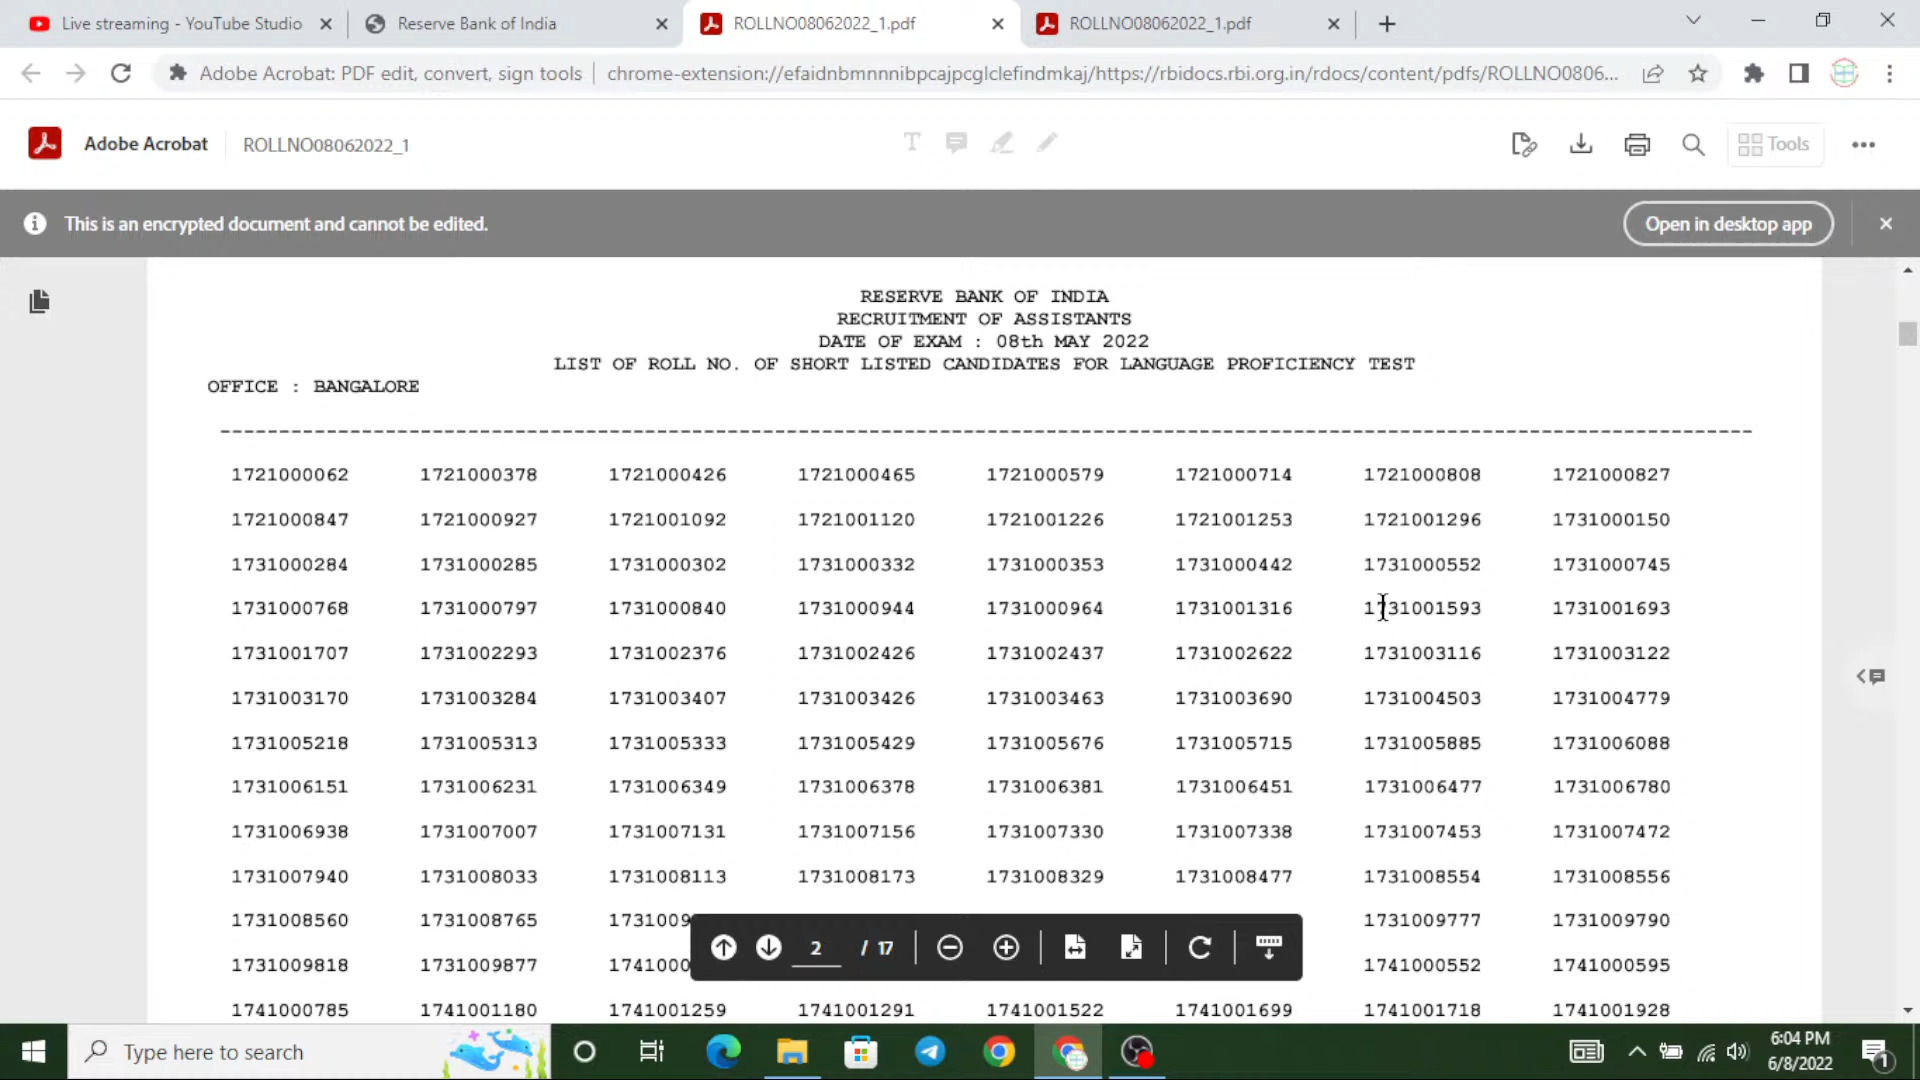 Live streaming - YouTube Studio
Reserve Bank of India
ROLLNO08062022_1.pdf
ROLLNO08062022_1.pdf
Adobe Acrobat: PDF edit, convert, sign tools
chrome-extension://efaidnbmnnnibpcajpcglclefindmkaj/https://rbidocs.rbi.org.in/rdocs/content/pdfs/ROLLNO0806...
Adobe Acrobat
ROLLNO08062022_1
Tools
This is an encrypted document and cannot be edited.
Open in desktop app
RESERVE BANK OF INDIA
RECRUITMENT OF ASSISTANTS
DATE OF EXAM : 08th MAY 2022
LIST OF ROLL NO. OF SHORT LISTED CANDIDATES FOR LANGUAGE PROFICIENCY TEST
OFFICE : BANGALORE
1721000062 1721000378 1721000426 1721000465 1721000579 1721000714 1721000808 1721000827
1721000847 1721000927 1721001092 1721001120 1721001226 1721001253 1721001296 1731000150
1731000284 1731000285 1731000302 1731000332 1731000353 1731000442 1731000552 1731000745
1731000768 1731000797 1731000840 1731000944 1731000964 1731001316 1731001593 1731001693
1731001707 1731002293 1731002376 1731002426 1731002437 1731002622 1731003116 1731003122
1731003170 1731003284 1731003407 1731003426 1731003463 1731003690 1731004503 1731004779
1731005218 1731005313 1731005333 1731005429 1731005676 1731005715 1731005885 1731006088
1731006151 1731006231 1731006349 1731006378 1731006381 1731006451 1731006477 1731006780
1731006938 1731007007 1731007131 1731007156 1731007330 1731007338 1731007453 1731007472
1731007940 1731008033 1731008113 1731008173 1731008329 1731008477 1731008554 1731008556
1731008560 1731008765 1731009 1731009777 1731009790
1731009818 1731009877 1741000 1741000552 1741000595
1741000785 1741001180 1741001259 1741001291 1741001522 1741001699 1741001718 1741001928
2 / 17
Type here to search
6:04 PM
6/8/2022
1